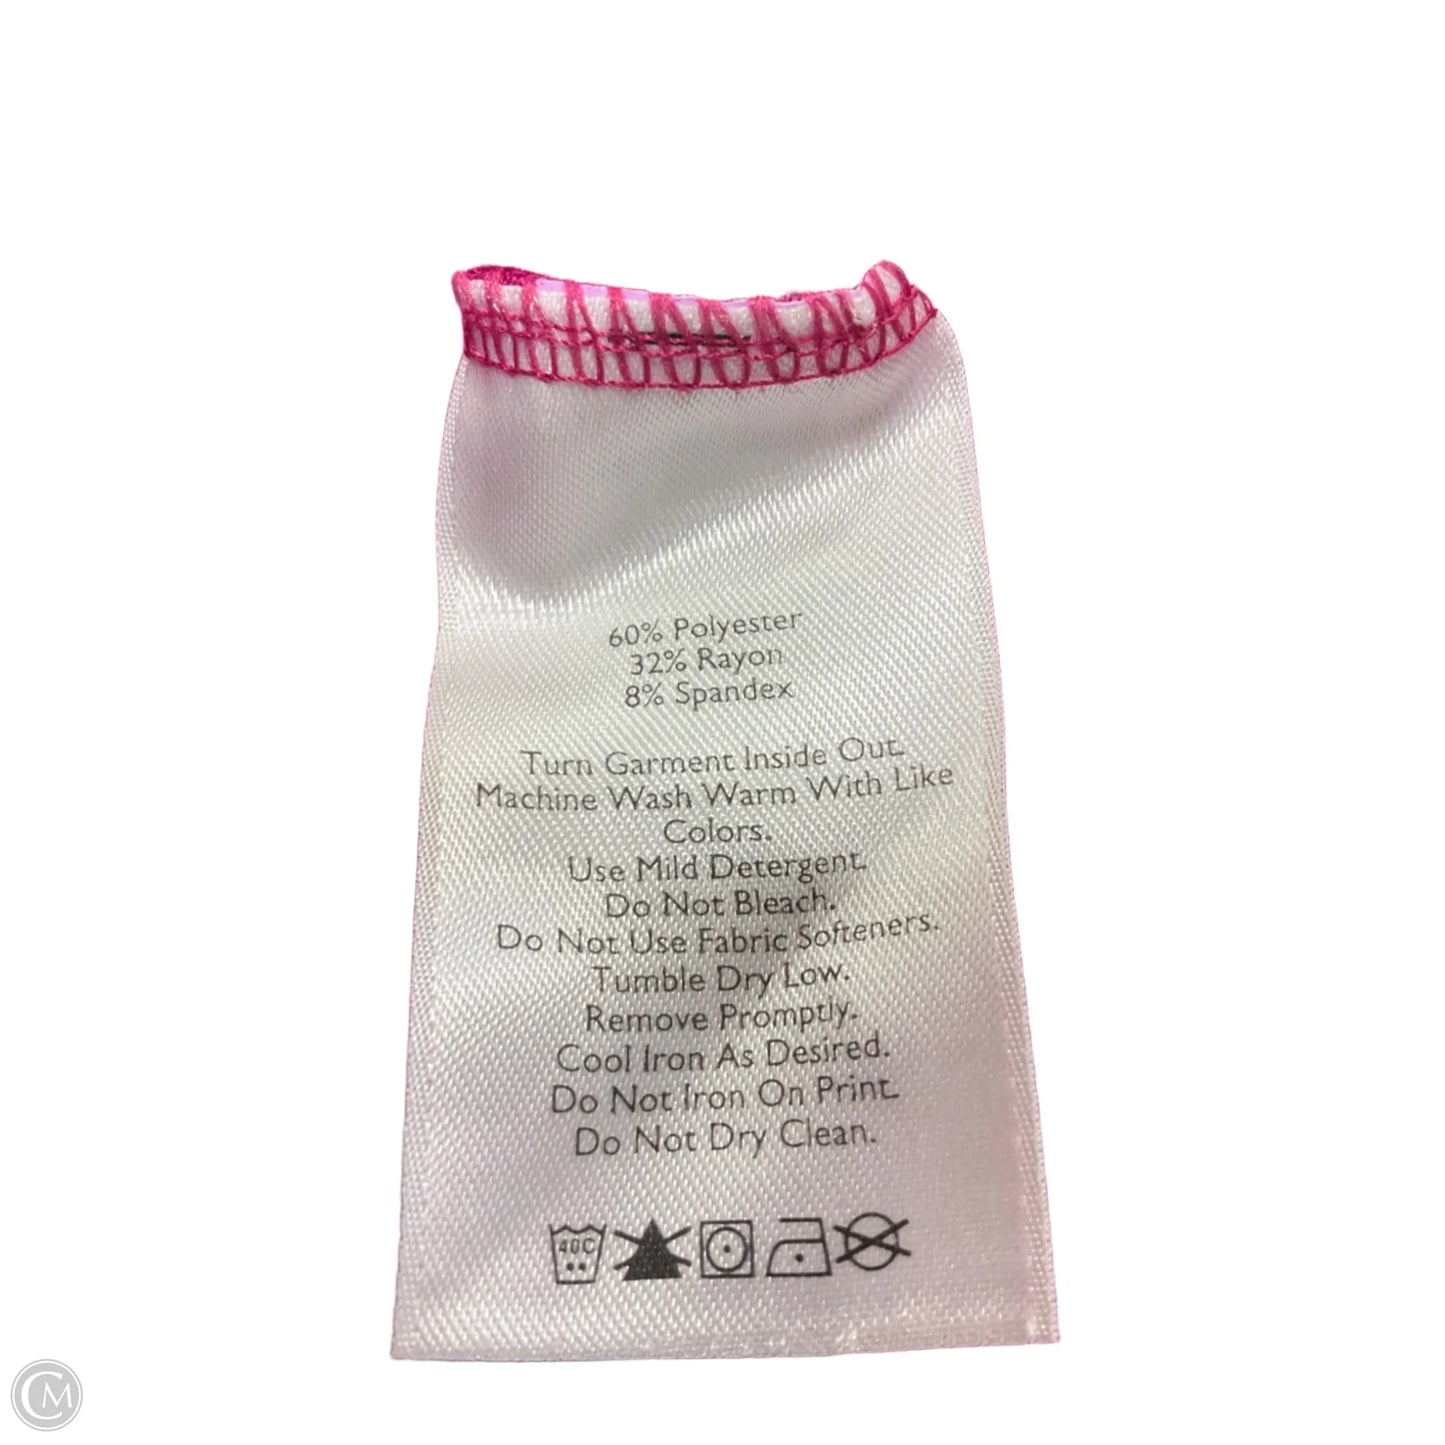 60% Polyester
32% Rayon
8% Spandex
Turn Garment Inside Out.
Machine Wash Warm With Like
Colors.
Use Mild Detergent.
Do Not Bleach.
Do Not Use Fabric Softeners.
Tumble Dry Low.
Remove Promptly.
Cool Iron As Desired.
Do Not Iron On Print.
Do Not Dry Clean.
40C
CM